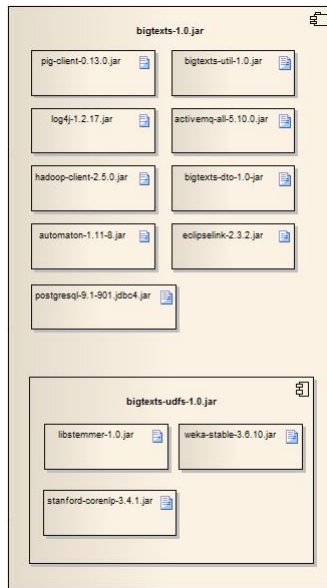 bigtexts-1.0.jar
pig-client-0.13.0.jar
bigtexts-util-1.0.jar
log4j-1.2.17.jar
activemq-all-5.10.0.jar
hadoop-client-2.5.0.jar
bigtexts-dto-1.0-jar
automaton-1.11-8.jar
eclipselink-2.3.2.jar
postgresql-9.1-901.jdbc4.jar
bigtexts-udfs-1.0.jar
libstemmer-1.0.jar
weka-stable-3.6.10.jar
stanford-corenlp-3.4.1.jar